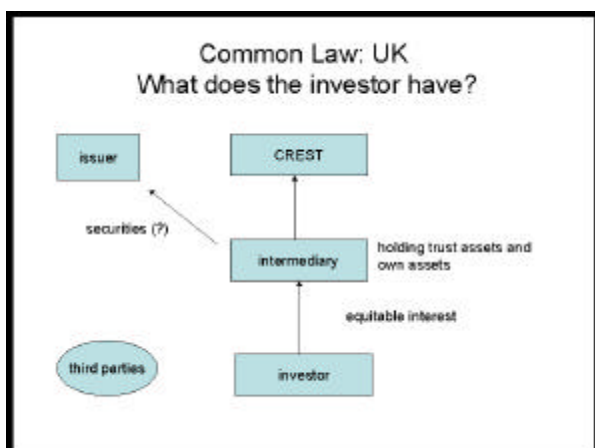 Common Law: UK
What does the investor have?
issuer
CREST
securities (?)
intermediary
holding trust assets and
own assets
equitable interest
third parties
investor